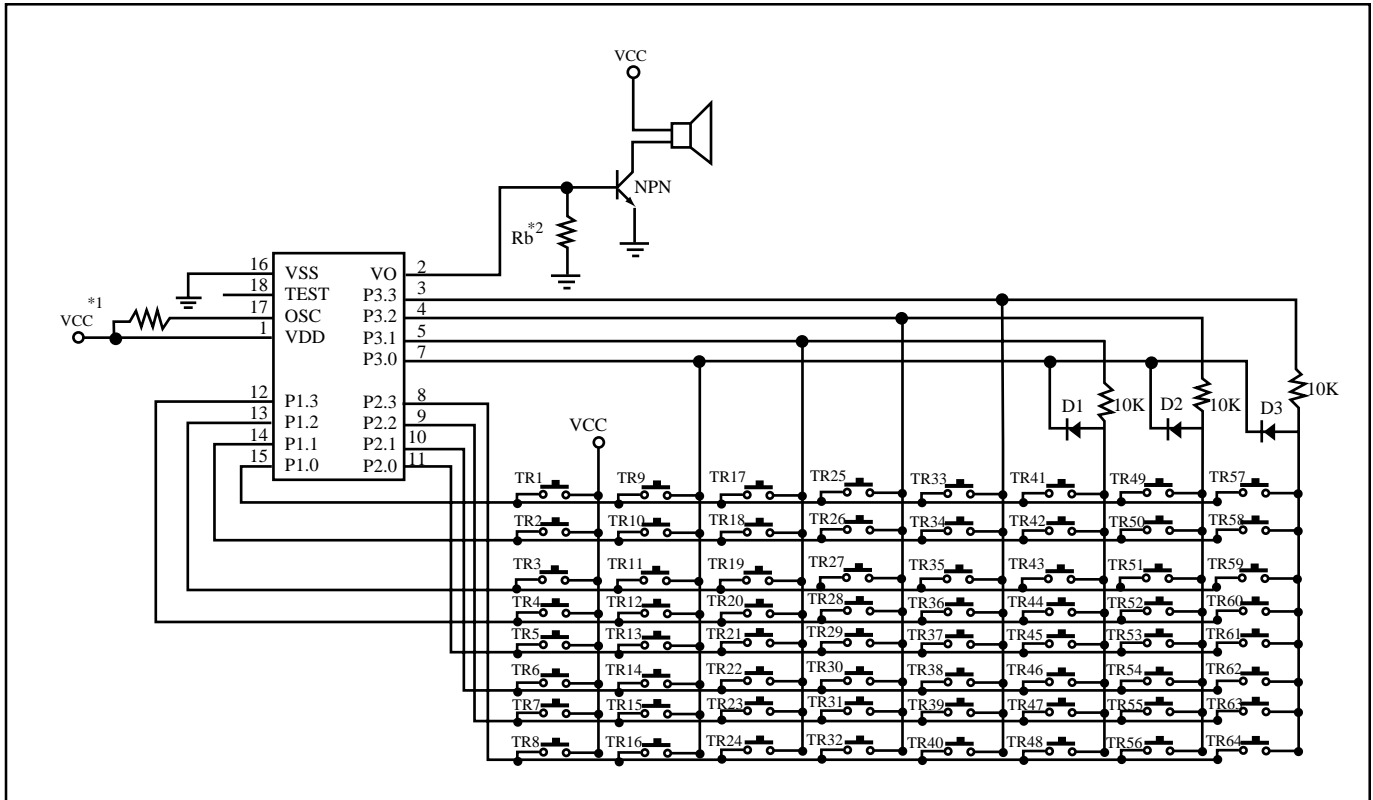 VCC
NPN
Rb*2
16 VSS VO 2
18 TEST P3.3 3
17 OSC P3.2 4
1 VDD P3.1 5
P3.0 7
*1
VCC
12 P1.3 P2.3 8
13 P1.2 P2.2 9
14 P1.1 P2.1 10
15 P1.0 P2.0 11
VCC
D1 10K D2 10K D3 10K
TR1 TR9 TR17 TR25 TR33 TR41 TR49 TR57
TR2 TR10 TR18 TR26 TR34 TR42 TR50 TR58
TR3 TR11 TR19 TR27 TR35 TR43 TR51 TR59
TR4 TR12 TR20 TR28 TR36 TR44 TR52 TR60
TR5 TR13 TR21 TR29 TR37 TR45 TR53 TR61
TR6 TR14 TR22 TR30 TR38 TR46 TR54 TR62
TR7 TR15 TR23 TR31 TR39 TR47 TR55 TR63
TR8 TR16 TR24 TR32 TR40 TR48 TR56 TR64